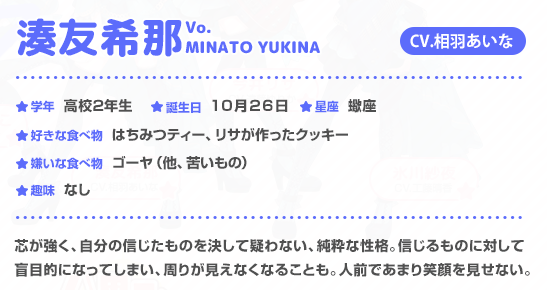 湊友希那 Vo. MINATO YUKINA CV.相羽あいな
★学年 高校2年生 ★誕生日 10月26日 ★星座 蠍座
★好きな食べ物 はちみつティー、リサが作ったクッキー
★嫌いな食べ物 ゴーヤ（他、苦いもの）
★趣味 なし
芯が強く、自分の信じたものを決して疑わない、純粋な性格。信じるものに対して
盲目的になってしまい、周りが見えなくなることも。人前であまり笑顔を見せない。